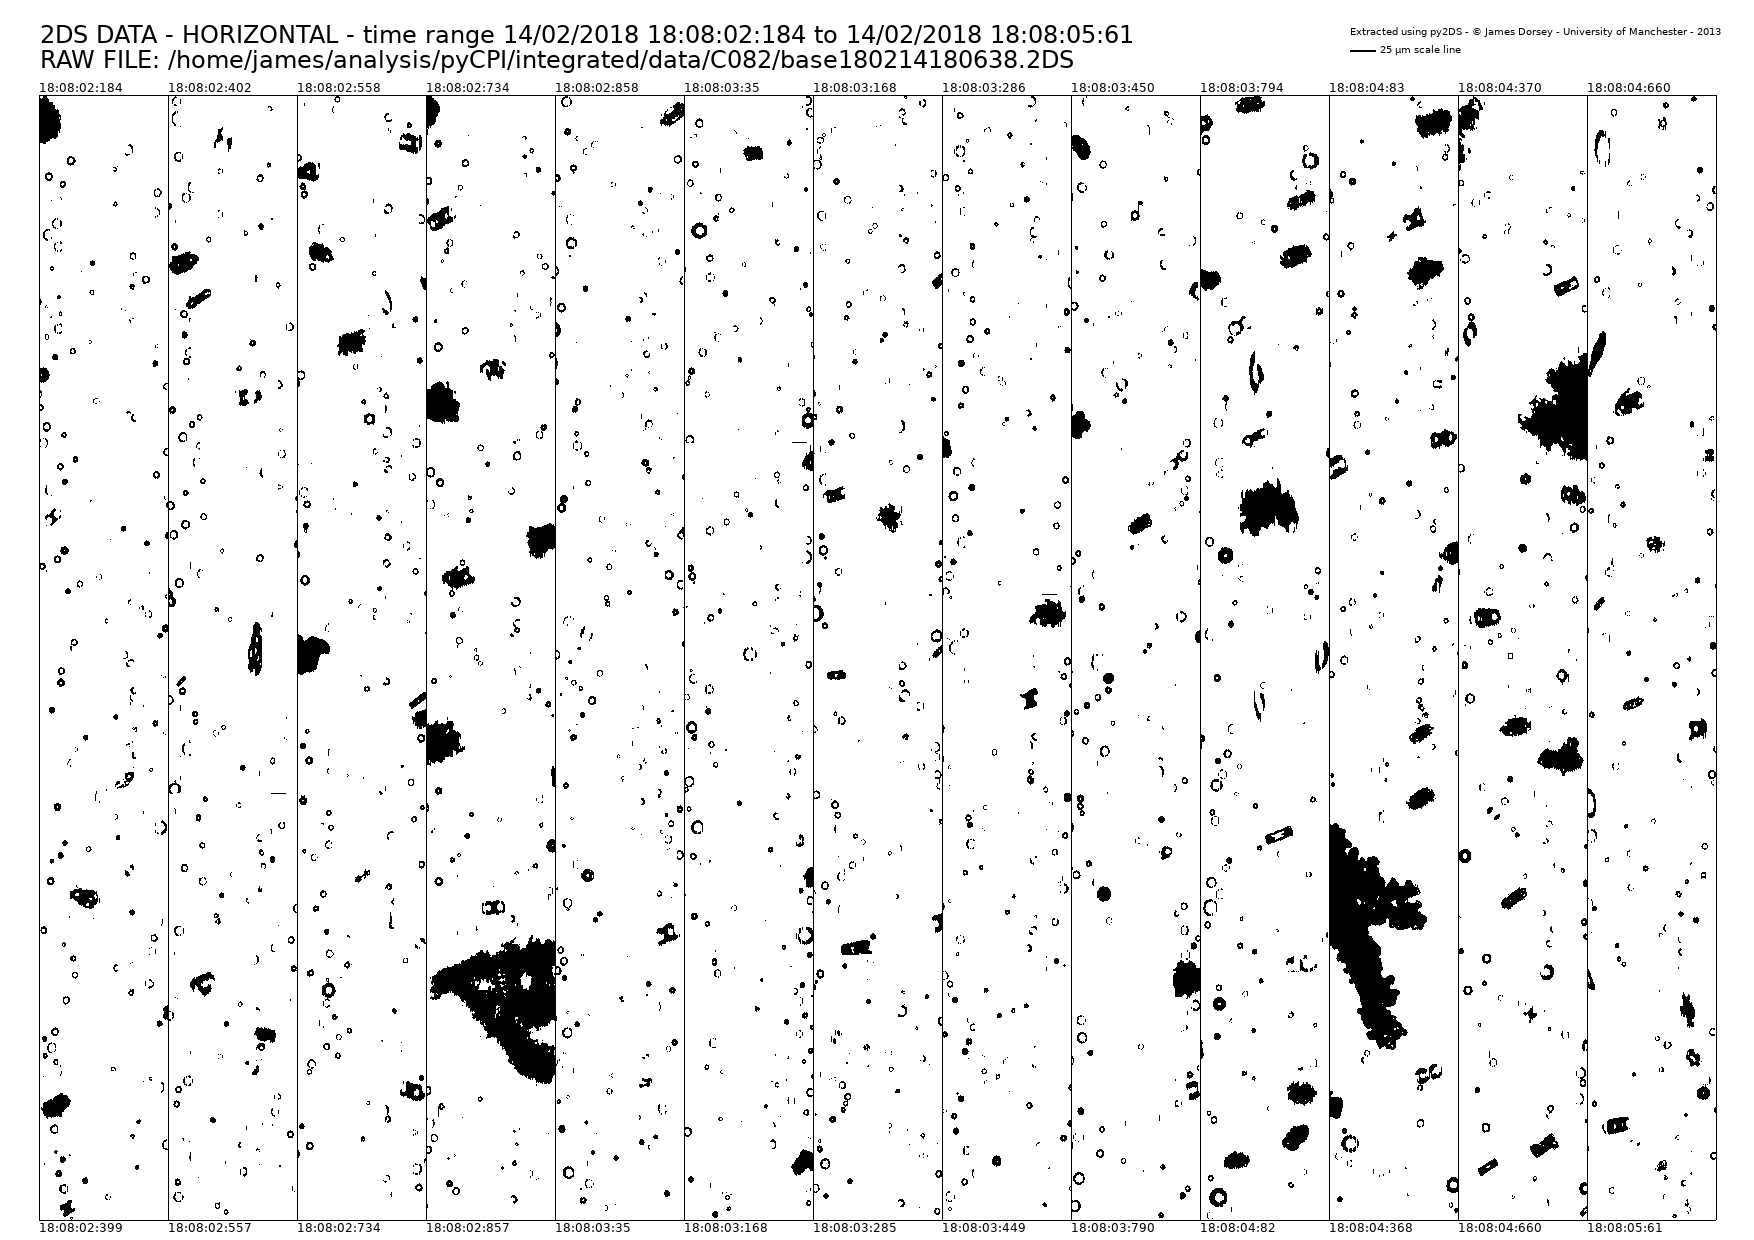 2DS DATA - HORIZONTAL - time range 14/02/2018 18:08:02:184 to 14/02/2018 18:08:05:61
RAW FILE: /home/james/analysis/pyCPI/integrated/data/C082/base180214180638.2DS
Extracted using py2DS - © James Dorsey - University of Manchester - 2013
25 µm scale line
18:08:02:184 18:08:02:402 18:08:02:558 18:08:02:734 18:08:02:858 18:08:03:35 18:08:03:168 18:08:03:286 18:08:03:450 18:08:03:794 18:08:04:83 18:08:04:370 18:08:04:660
18:08:02:399 18:08:02:557 18:08:02:734 18:08:02:857 18:08:03:35 18:08:03:168 18:08:03:285 18:08:03:449 18:08:03:790 18:08:04:82 18:08:04:368 18:08:04:660 18:08:05:61